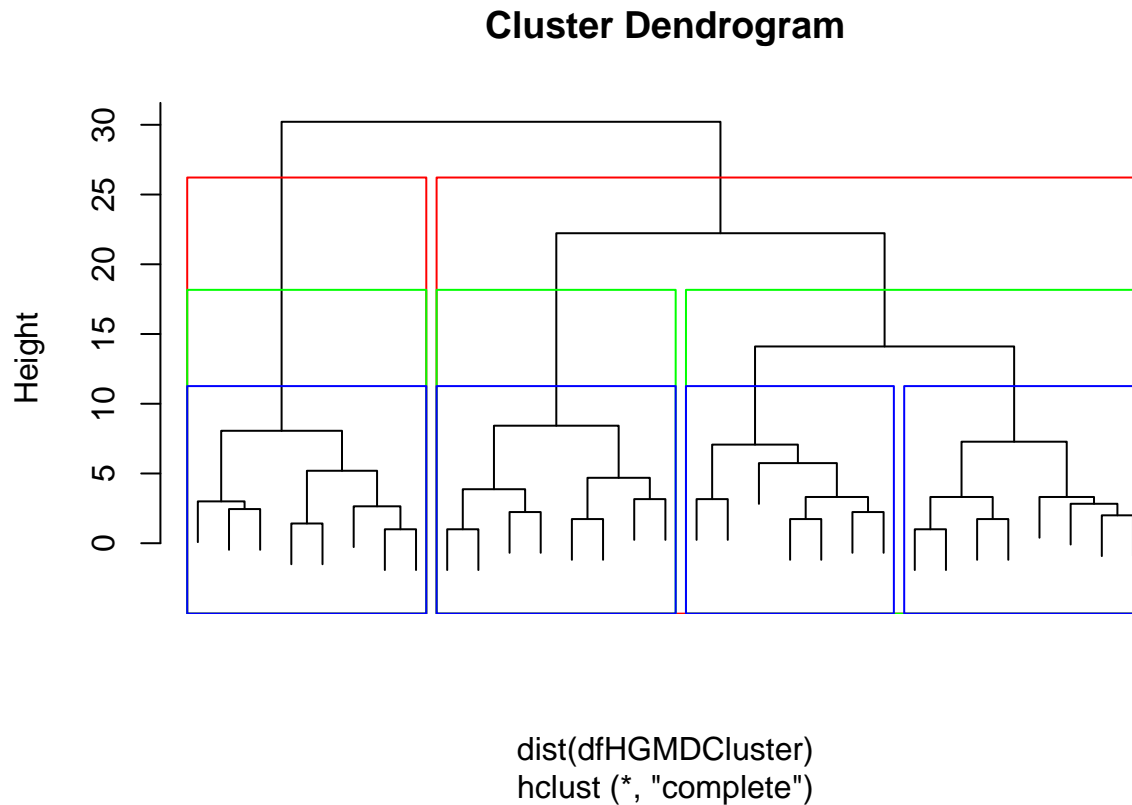 Cluster Dendrogram
Height
30
25
20
15
10
5
0
dist(dfHGMDCluster)
hclust (*, "complete")